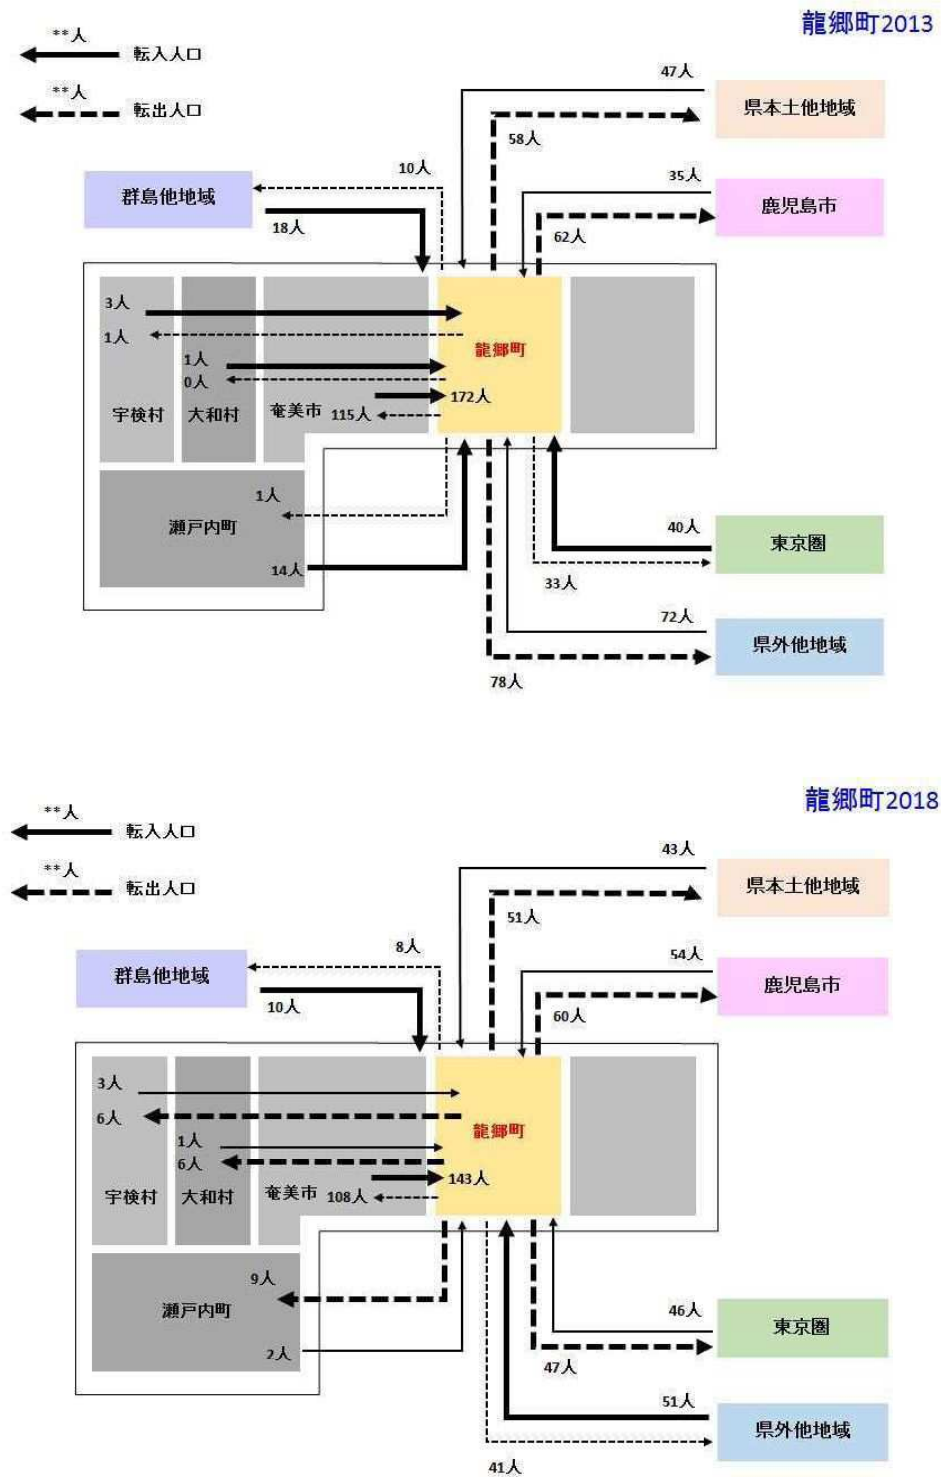 龍郷町2013
**人
転入人口
**人
転出人口
47人
県本土他地域
58人
10人
35人
群島他地域
鹿児島市
18人
62人
3人
1人
龍郷町
1人
0人
172人
宇検村
大和村
奄美市
115人
1人
瀬戸内町
14人
40人
東京圏
33人
72人
県外他地域
78人
龍郷町2018
**人
転入人口
**人
転出人口
43人
県本土他地域
51人
8人
54人
群島他地域
鹿児島市
10人
60人
3人
6人
龍郷町
1人
6人
143人
宇検村
大和村
奄美市
108人
9人
瀬戸内町
2人
46人
東京圏
47人
51人
県外他地域
41人